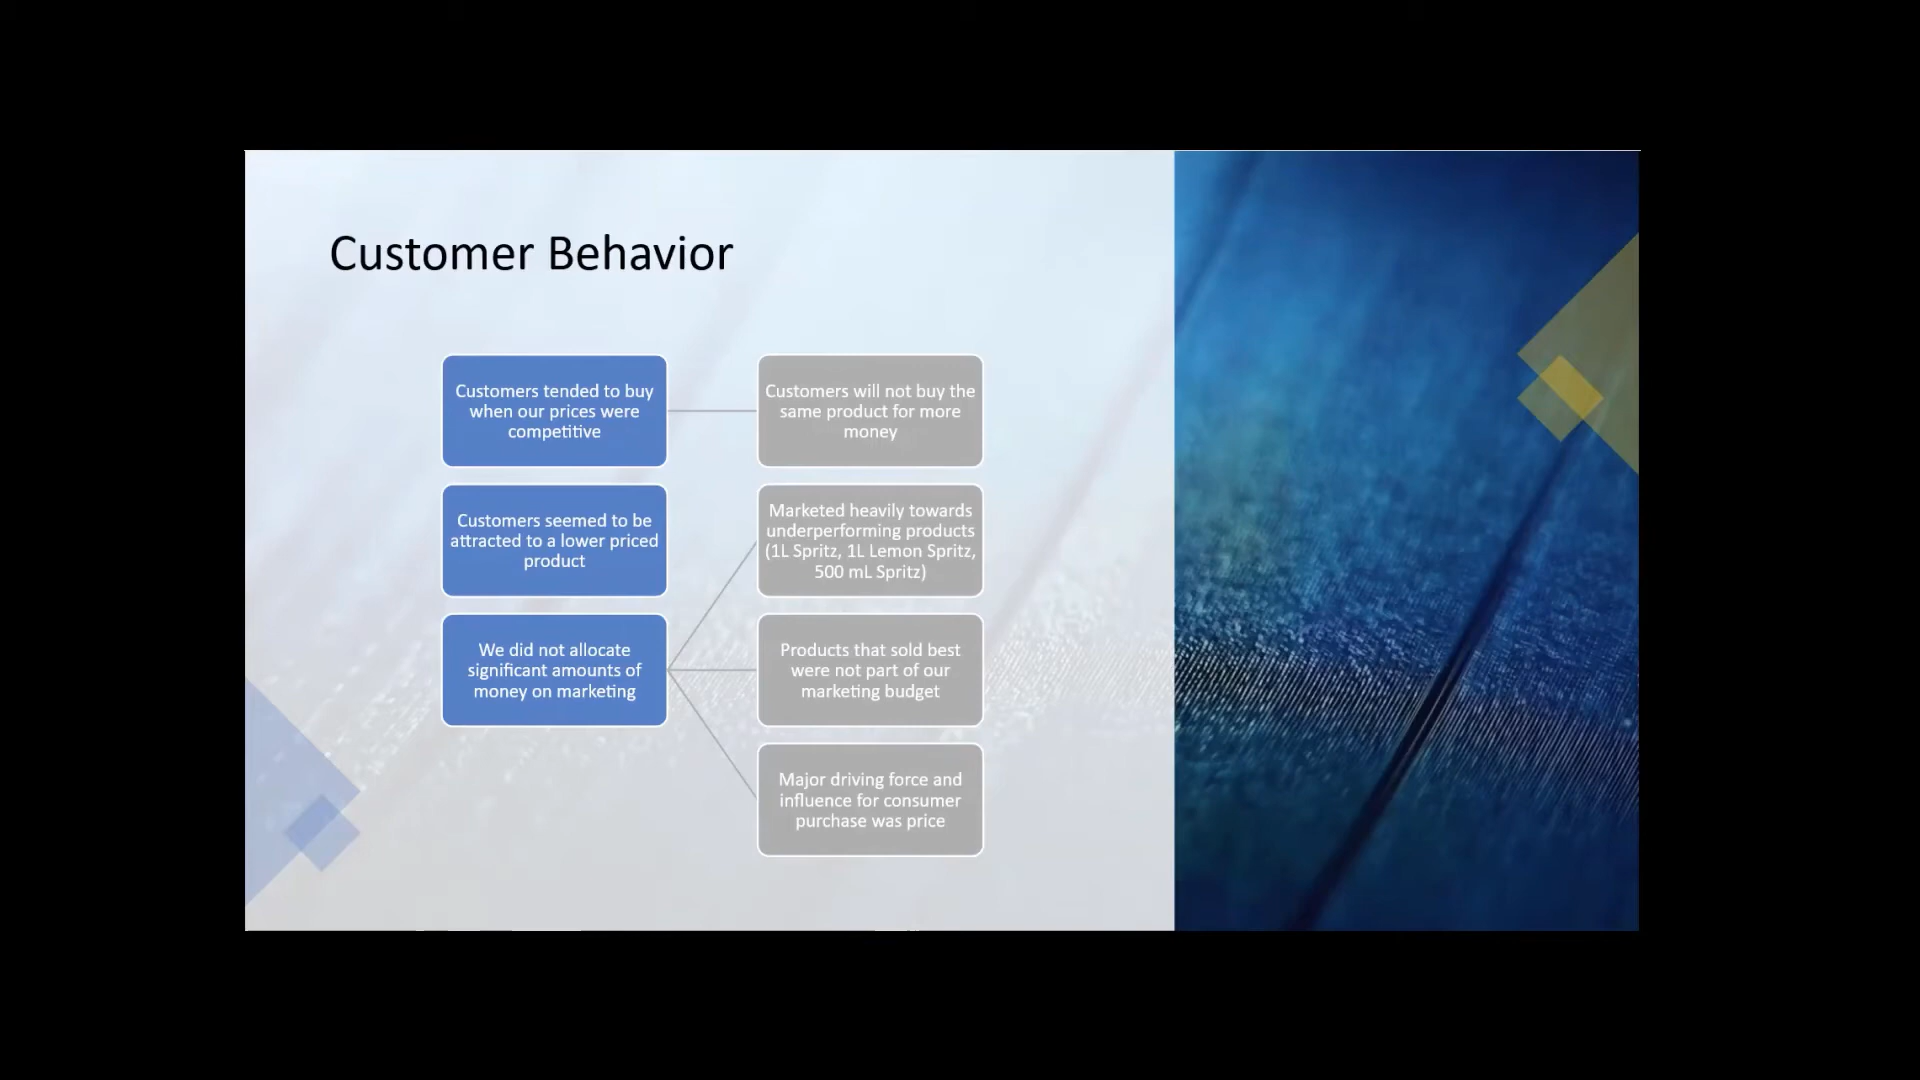 Customer Behavior
Customers tended to buy
when our prices were
competitive
Customers will not buy the
same product for more
money
Customers seemed to be
attracted to a lower priced
product
Marketed heavily towards
underperforming products
(1L Spritz, 1L Lemon Spritz,
500 mL Spritz)
We did not allocate
significant amounts of
money on marketing
Products that sold best
were not part of our
marketing budget
Major driving force and
influence for consumer
purchase was price